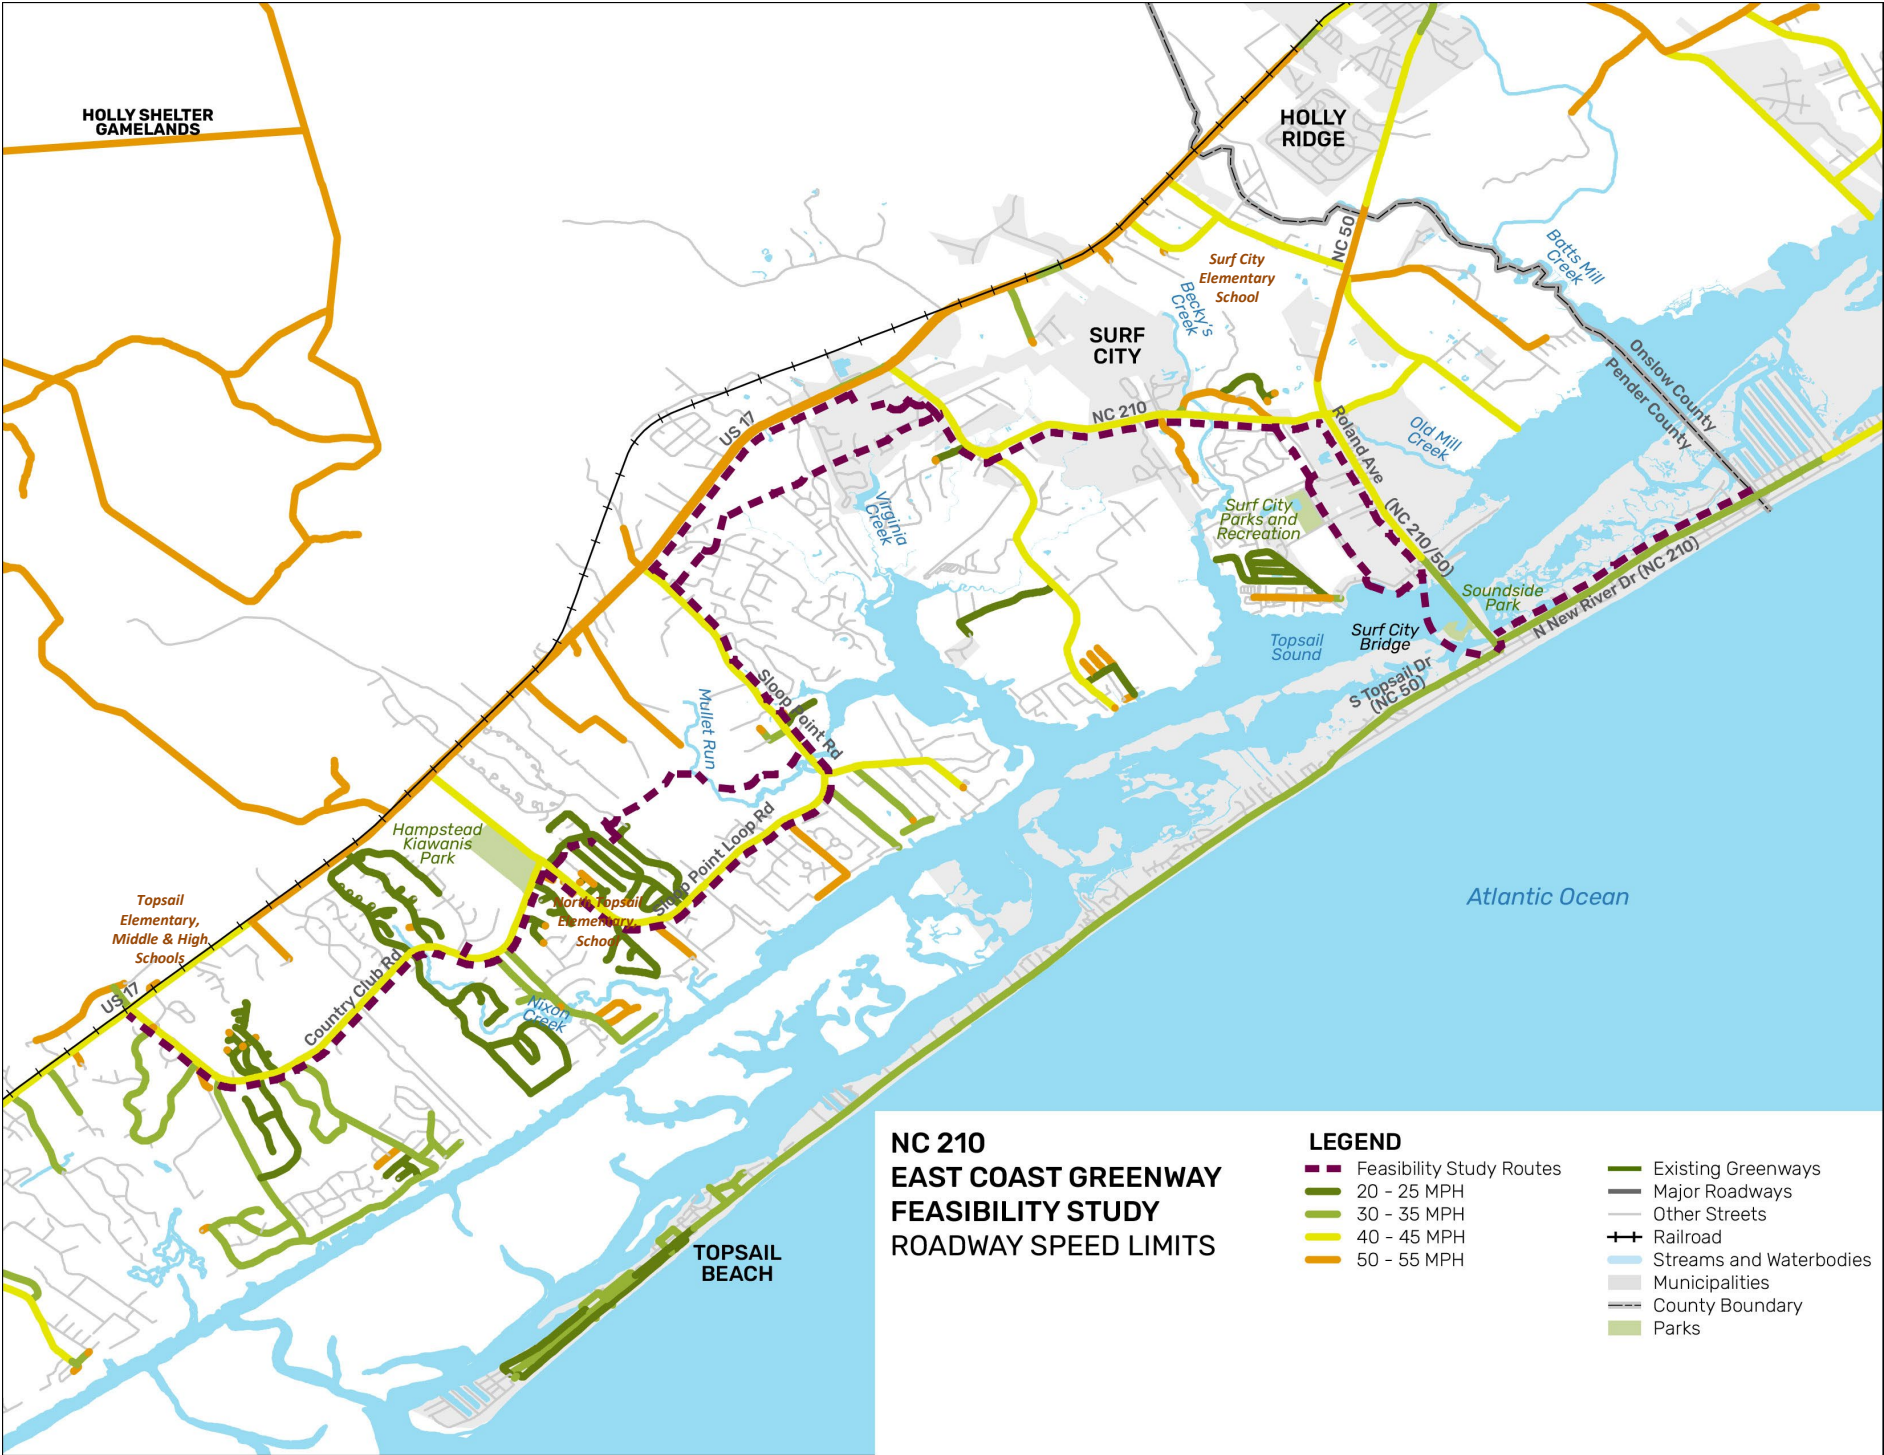 HOLLY SHELTER
GAMELANDS
HOLLY
RIDGE
NC 50
Batts Mill
Creek
Surf City
Elementary
School
Becky's
Creek
SURF
CITY
Onslow County
Pender County
NC 210
US 17
Roland Ave
(NC 210/50)
Old Mill
Creek
Virginia
Creek
Surf City
Parks and
Recreation
Soundside
Park
N New River Dr (NC 210)
Surf City
Bridge
Topsail
Sound
S Topsail Dr
(NC 50)
Sloop Point Rd
Mullet Run
Sloop Point Loop Rd
Hampstead
Kiawanis
Park
North Topsail
Elementary
School
Topsail
Elementary,
Middle & High
Schools
Atlantic Ocean
US 17
Country Club Rd
Nixon
Creek
TOPSAIL
BEACH
NC 210
EAST COAST GREENWAY
FEASIBILITY STUDY
ROADWAY SPEED LIMITS
LEGEND
Feasibility Study Routes
20 - 25 MPH
30 - 35 MPH
40 - 45 MPH
50 - 55 MPH
Existing Greenways
Major Roadways
Other Streets
Railroad
Streams and Waterbodies
Municipalities
County Boundary
Parks